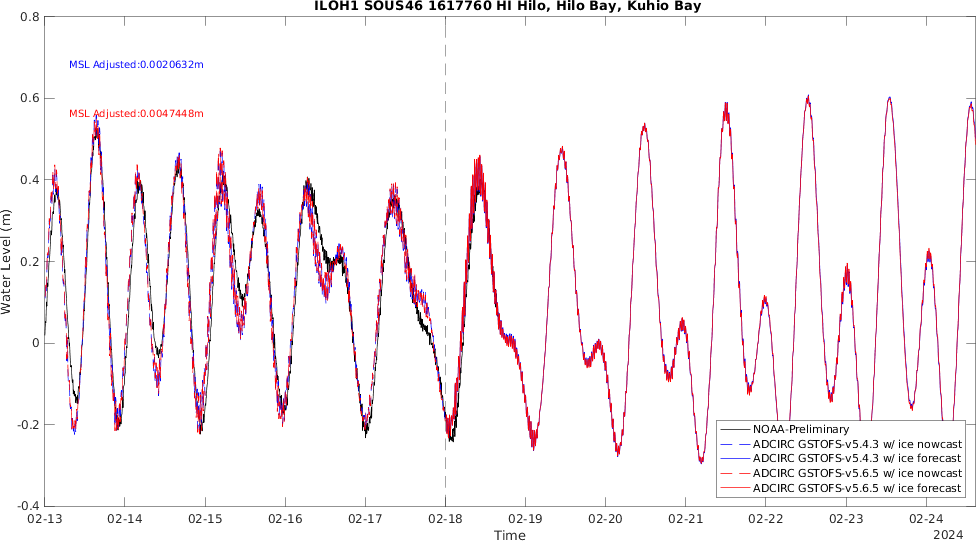 ILOH1 SOUS46 1617760 HI Hilo, Hilo Bay, Kuhio Bay
0.8
0.6
0.4
0.2
0
-0.2
-0.4
Water Level (m)
MSL Adjusted:0.0020632m
MSL Adjusted:0.0047448m
NOAA-Preliminary
ADCIRC GSTOFS-v5.4.3 w/ ice nowcast
ADCIRC GSTOFS-v5.4.3 w/ ice forecast
ADCIRC GSTOFS-v5.6.5 w/ ice nowcast
ADCIRC GSTOFS-v5.6.5 w/ ice forecast
02-13 02-14 02-15 02-16 02-17 02-18 02-19 02-20 02-21 02-22 02-23 02-24
Time
2024